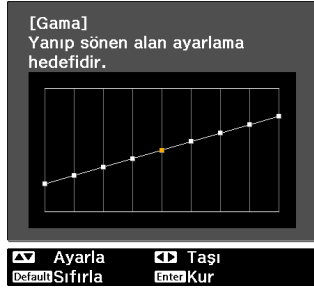 [Gama]
Yanıp sönen alan ayarlama
hedefidir.
Ayarla Taşı
Default Sıfırla Enter Kur